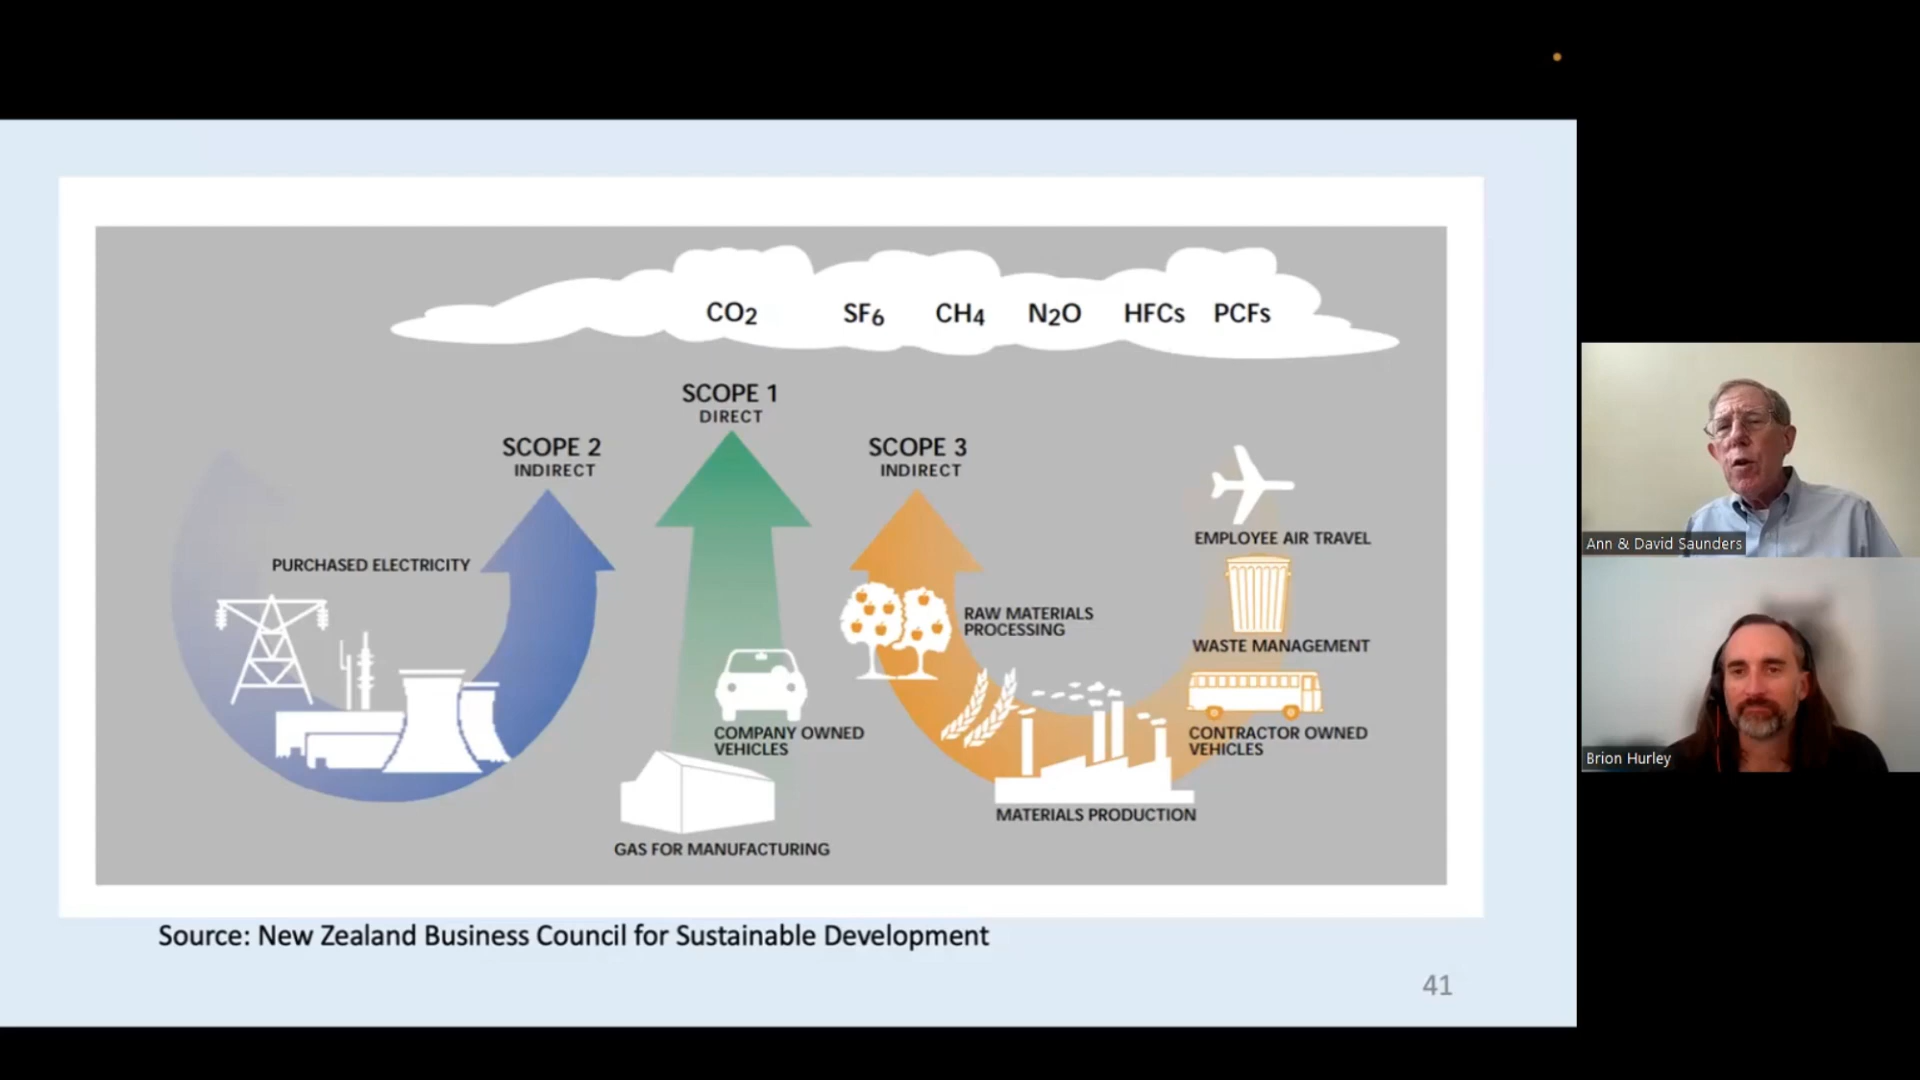 CO2 SF6 CH4 N2O HFCs PCFs
SCOPE 1
DIRECT
SCOPE 2
INDIRECT
SCOPE 3
INDIRECT
PURCHASED ELECTRICITY
COMPANY OWNED
VEHICLES
GAS FOR MANUFACTURING
RAW MATERIALS
PROCESSING
MATERIALS PRODUCTION
EMPLOYEE AIR TRAVEL
WASTE MANAGEMENT
CONTRACTOR OWNED
VEHICLES
Source: New Zealand Business Council for Sustainable Development
41
Ann & David Saunders
Brion Hurley